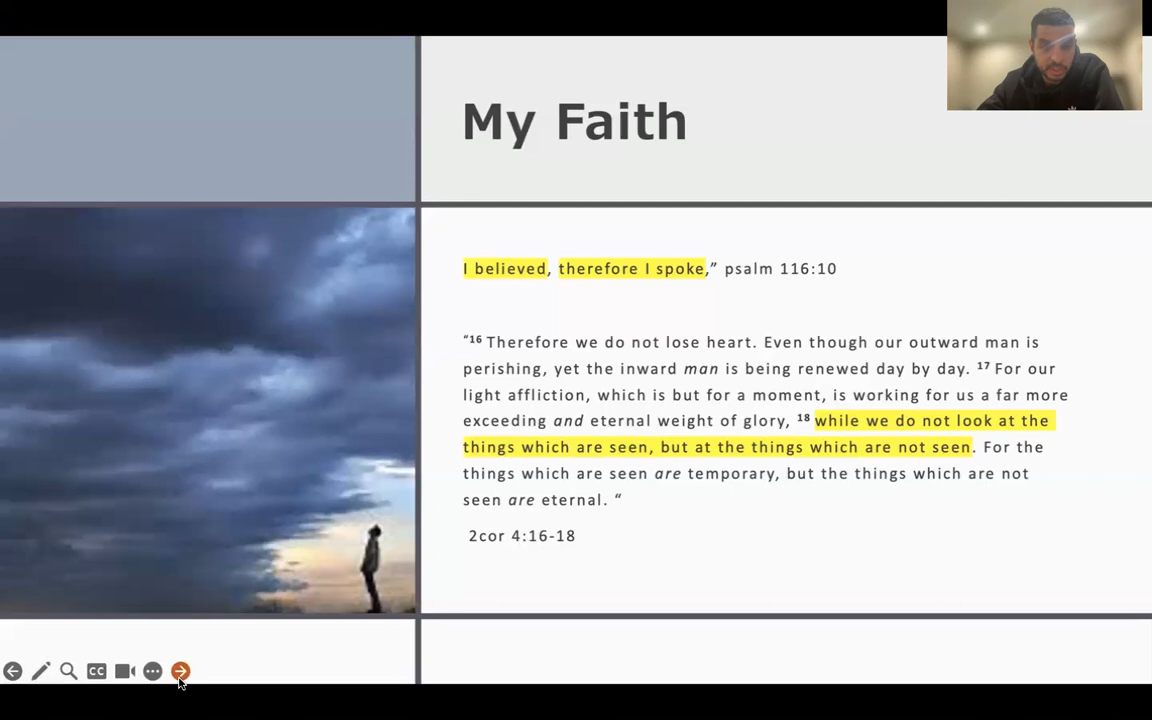 My Faith
I believed, therefore I spoke,” psalm 116:10
“16 Therefore we do not lose heart. Even though our outward man is
perishing, yet the inward man is being renewed day by day. 17 For our
light affliction, which is but for a moment, is working for us a far more
exceeding and eternal weight of glory, 18 while we do not look at the
things which are seen, but at the things which are not seen. For the
things which are seen are temporary, but the things which are not
seen are eternal. “
2cor 4:16-18
CC